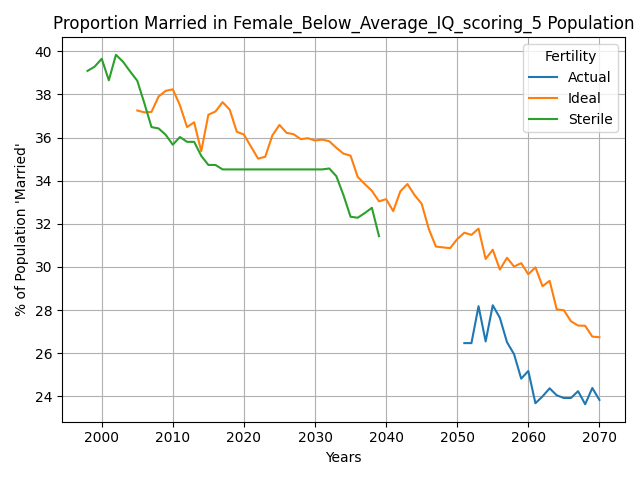 Proportion Married in Female_Below_Average_IQ_scoring_5 Population
% of Population 'Married'
40
38
36
34
32
30
28
26
24
Fertility
Actual
Ideal
Sterile
2000 2010 2020 2030 2040 2050 2060 2070
Years